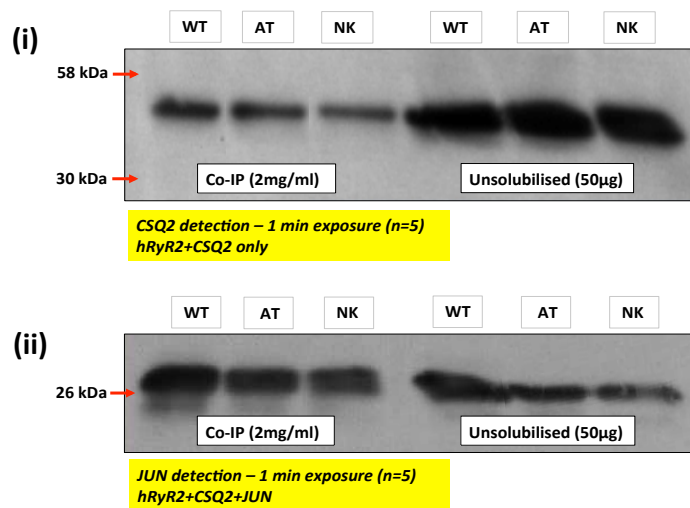 (i)
WT AT NK WT AT NK
58 kDa
30 kDa
Co-IP (2mg/ml) Unsolubilised (50µg)
CSQ2 detection – 1 min exposure (n=5)
hRyR2+CSQ2 only
(ii)
WT AT NK WT AT NK
26 kDa
Co-IP (2mg/ml) Unsolubilised (50µg)
JUN detection – 1 min exposure (n=5)
hRyR2+CSQ2+JUN